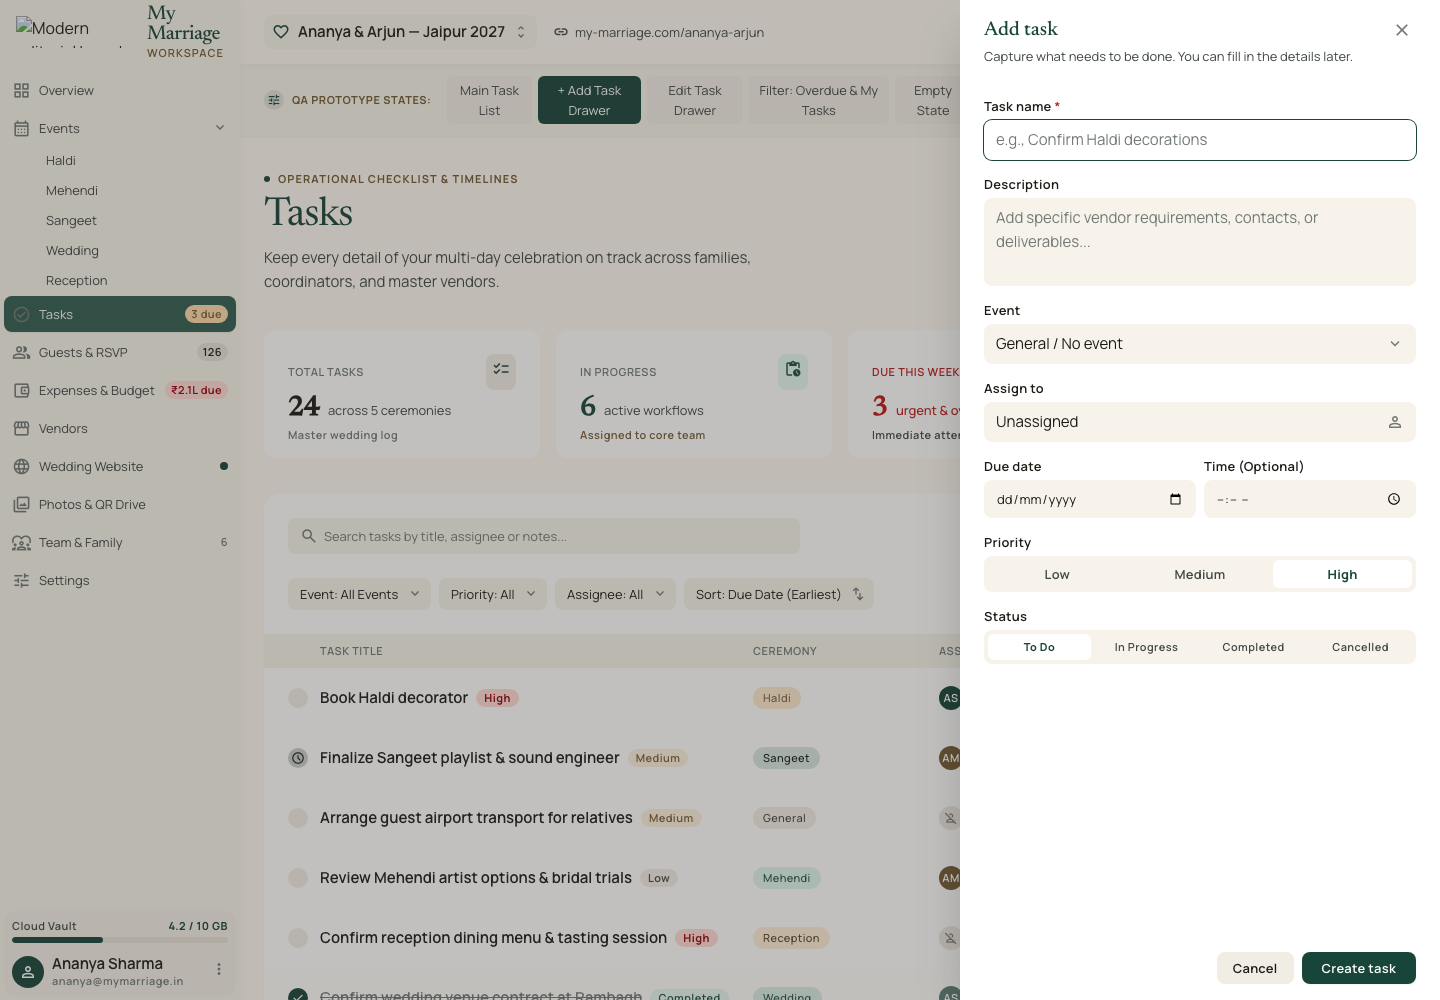 Modern
My
Marriage
WORKSPACE
Overview
Events
Haldi
Mehendi
Sangeet
Wedding
Reception
Tasks
3 due
Guests & RSVP
126
Expenses & Budget
₹2.1L due
Vendors
Wedding Website
Photos & QR Drive
Team & Family
6
Settings
Cloud Vault
4.2 / 10 GB
Ananya Sharma
ananya@mymarriage.in
Ananya & Arjun — Jaipur 2027
my-marriage.com/ananya-arjun
QA PROTOTYPE STATES:
Main Task
List
+ Add Task
Drawer
Edit Task
Drawer
Filter: Overdue & My
Tasks
Empty
State
OPERATIONAL CHECKLIST & TIMELINES
Tasks
Keep every detail of your multi-day celebration on track across families,
coordinators, and master vendors.
TOTAL TASKS
24 across 5 ceremonies
Master wedding log
IN PROGRESS
6 active workflows
Assigned to core team
DUE THIS WEEK
3 urgent & ov
Immediate atter
Search tasks by title, assignee or notes...
Event: All Events
Priority: All
Assignee: All
Sort: Due Date (Earliest)
TASK TITLE
CEREMONY
ASS
Book Haldi decorator
High
Haldi
AS
Finalize Sangeet playlist & sound engineer
Medium
Sangeet
AM
Arrange guest airport transport for relatives
Medium
General
Review Mehendi artist options & bridal trials
Low
Mehendi
AM
Confirm reception dining menu & tasting session
High
Reception
Confirm wedding venue contract at Rambagh
Completed
Wedding
AS
Add task
Capture what needs to be done. You can fill in the details later.
Task name *
e.g., Confirm Haldi decorations
Description
Add specific vendor requirements, contacts, or
deliverables...
Event
General / No event
Assign to
Unassigned
Due date
Time (Optional)
dd/mm/yyyy
--:-- --
Priority
Low
Medium
High
Status
To Do
In Progress
Completed
Cancelled
Cancel
Create task